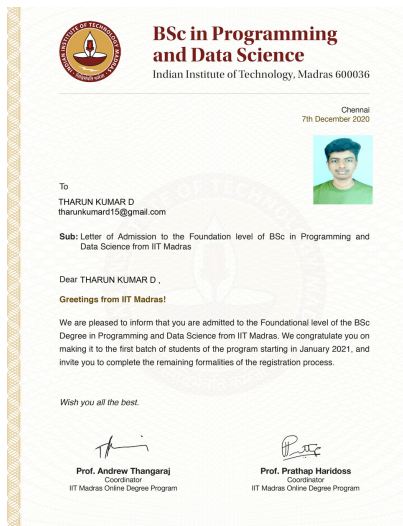 INDIAN INSTITUTE OF TECHNOLOGY MADRAS
BSc in Programming
and Data Science
Indian Institute of Technology, Madras 600036
Chennai
7th December 2020
To
THARUN KUMAR D
tharunkumard15@gmail.com
Sub: Letter of Admission to the Foundation level of BSc in Programming and
Data Science from IIT Madras
Dear THARUN KUMAR D ,
Greetings from IIT Madras!
We are pleased to inform that you are admitted to the Foundational level of the BSc
Degree in Programming and Data Science from IIT Madras. We congratulate you on
making it to the first batch of students of the program starting in January 2021, and
invite you to complete the remaining formalities of the registration process.
Wish you all the best.
Prof. Andrew Thangaraj
Coordinator
IIT Madras Online Degree Program
Prof. Prathap Haridoss
Coordinator
IIT Madras Online Degree Program